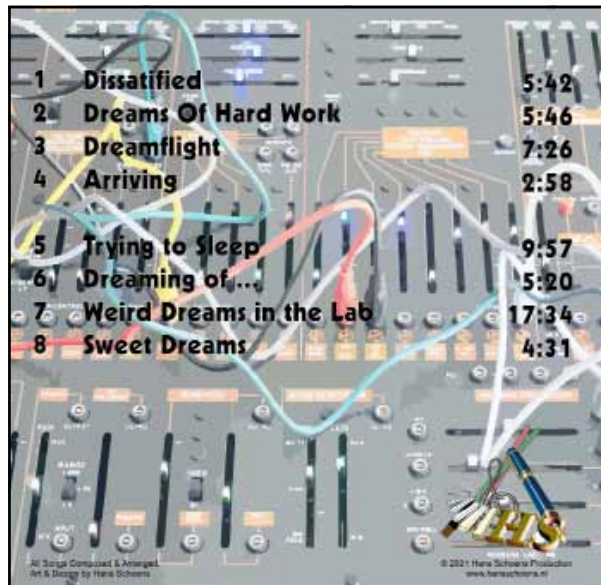 1 Dissatified 5:42
2 Dreams Of Hard Work 5:46
3 Dreamflight 7:26
4 Arriving 2:58
5 Trying to Sleep 9:57
6 Dreaming of ... 5:20
7 Weird Dreams in the Lab 17:34
8 Sweet Dreams 4:31
HS
All Songs Composed & Arranged
Art & Design by Hans Schoens
© 2021 Hans Schoens Production
www.hansschoens.nl